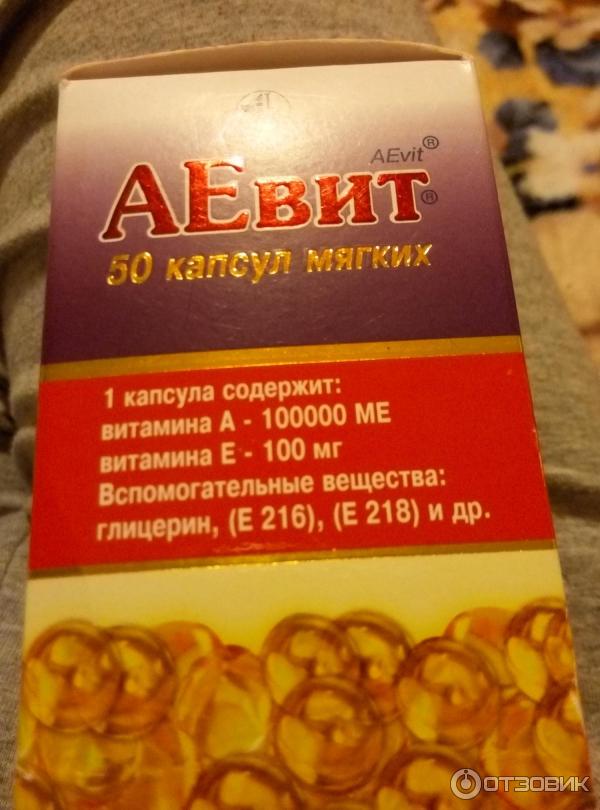 AEvit®
АЕвит®
50 капсул мягких
1 капсула содержит:
витамина А - 100000 МЕ
витамина Е - 100 мг
Вспомогательные вещества:
глицерин, (Е 216), (Е 218) и др.
ОТЗОВИК